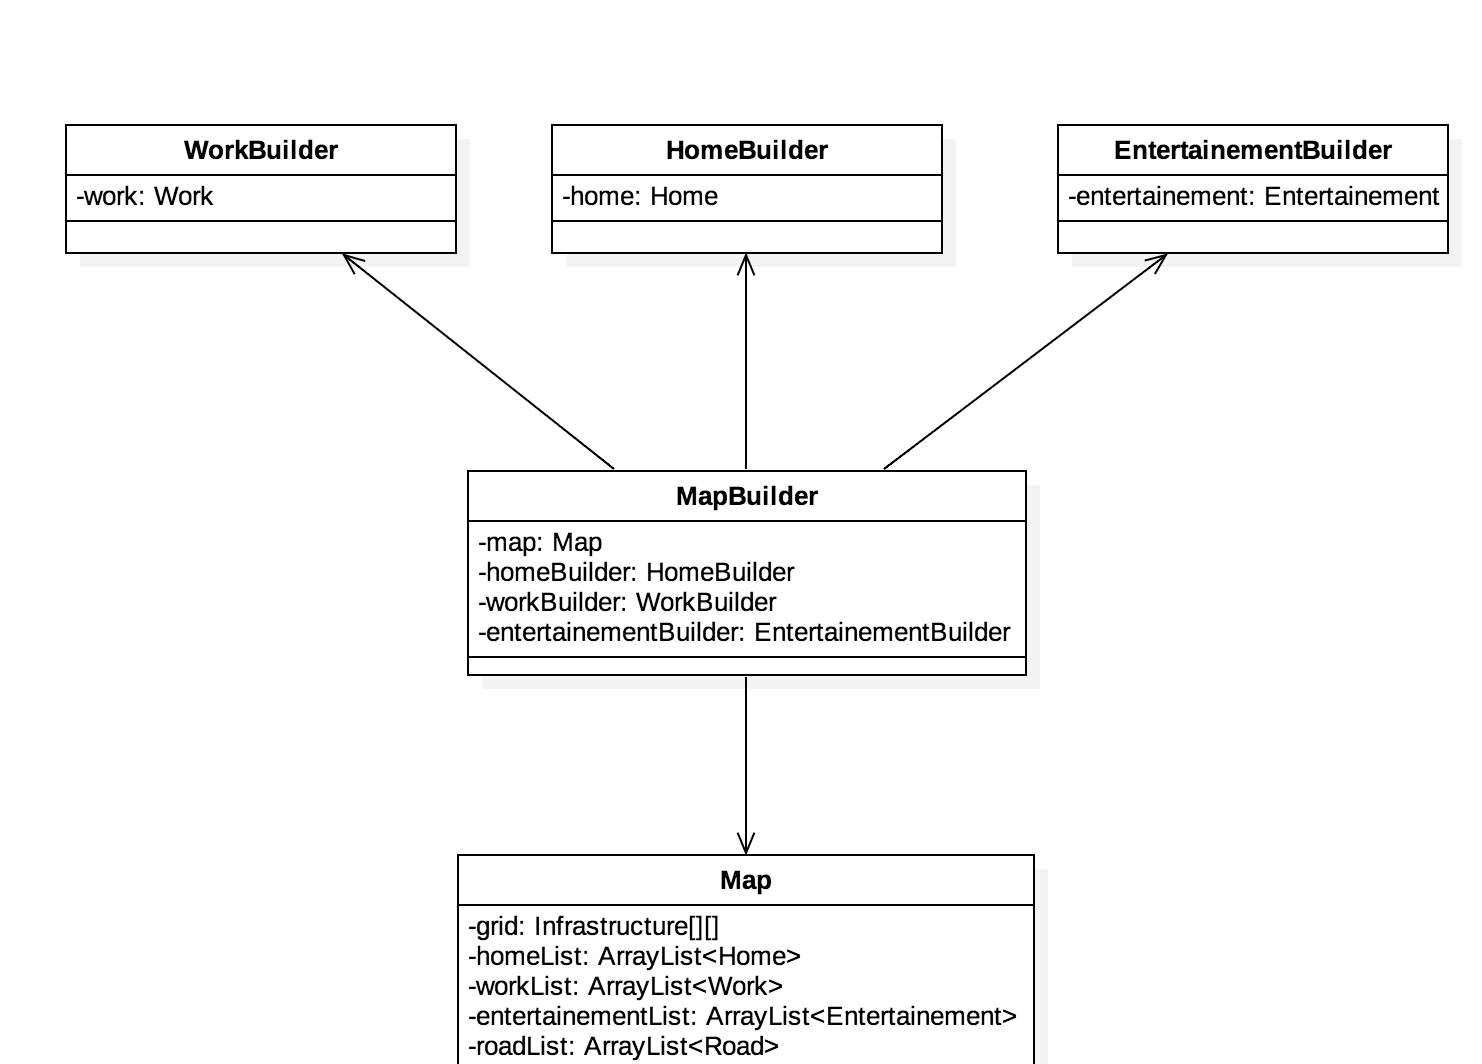 WorkBuilder
-work: Work
HomeBuilder
-home: Home
EntertainementBuilder
-entertainement: Entertainement
MapBuilder
-map: Map
-homeBuilder: HomeBuilder
-workBuilder: WorkBuilder
-entertainementBuilder: EntertainementBuilder
Map
-grid: Infrastructure[][]
-homeList: ArrayList<Home>
-workList: ArrayList<Work>
-entertainementList: ArrayList<Entertainement>
-roadList: ArrayList<Road>